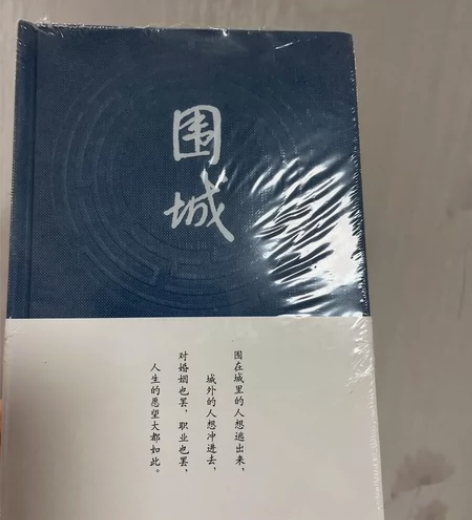 围城
围在城里的人想逃出来，
城外的人想冲进去，
对婚姻也罢，职业也罢，
人生的愿望大都如此。